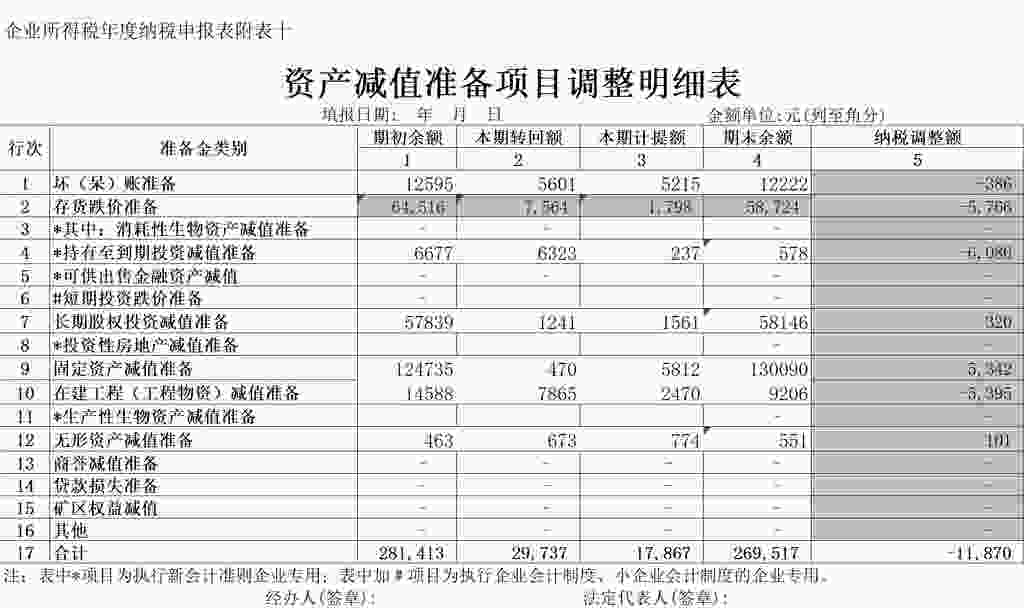 企业所得税年度纳税申报表附表十
资产减值准备项目调整明细表
填报日期: 年 月 日 金额单位:元(列至角分)
行次 准备金类别 期初余额 本期转回额 本期计提额 期末余额 纳税调整额
1 2 3 4 5
1 坏（呆）账准备 12595 5601 5215 12222 -386
2 存货跌价准备 64,516 7,564 1,798 58,724 -5,766
3 *其中：消耗性生物资产减值准备 - - - -
4 *持有至到期投资减值准备 6677 6323 237 578 -6,086
5 *可供出售金融资产减值 - - - -
6 #短期投资跌价准备 - - -
7 长期股权投资减值准备 57839 1241 1561 58146 320
8 *投资性房地产减值准备 - -
9 固定资产减值准备 124735 470 5812 130090 5,342
10 在建工程（工程物资）减值准备 14588 7865 2470 9206 -5,395
11 *生产性生物资产减值准备 - -
12 无形资产减值准备 463 673 774 551 101
13 商誉减值准备 - - - - -
14 贷款损失准备 - - - - -
15 矿区权益减值 - - - - -
16 其他 - - - - -
17 合计 281,413 29,737 17,867 269,517 -11,870
注：表中*项目为执行新会计准则企业专用；表中加＃项目为执行企业会计制度、小企业会计制度的企业专用。
经办人(签章): 法定代表人(签章):